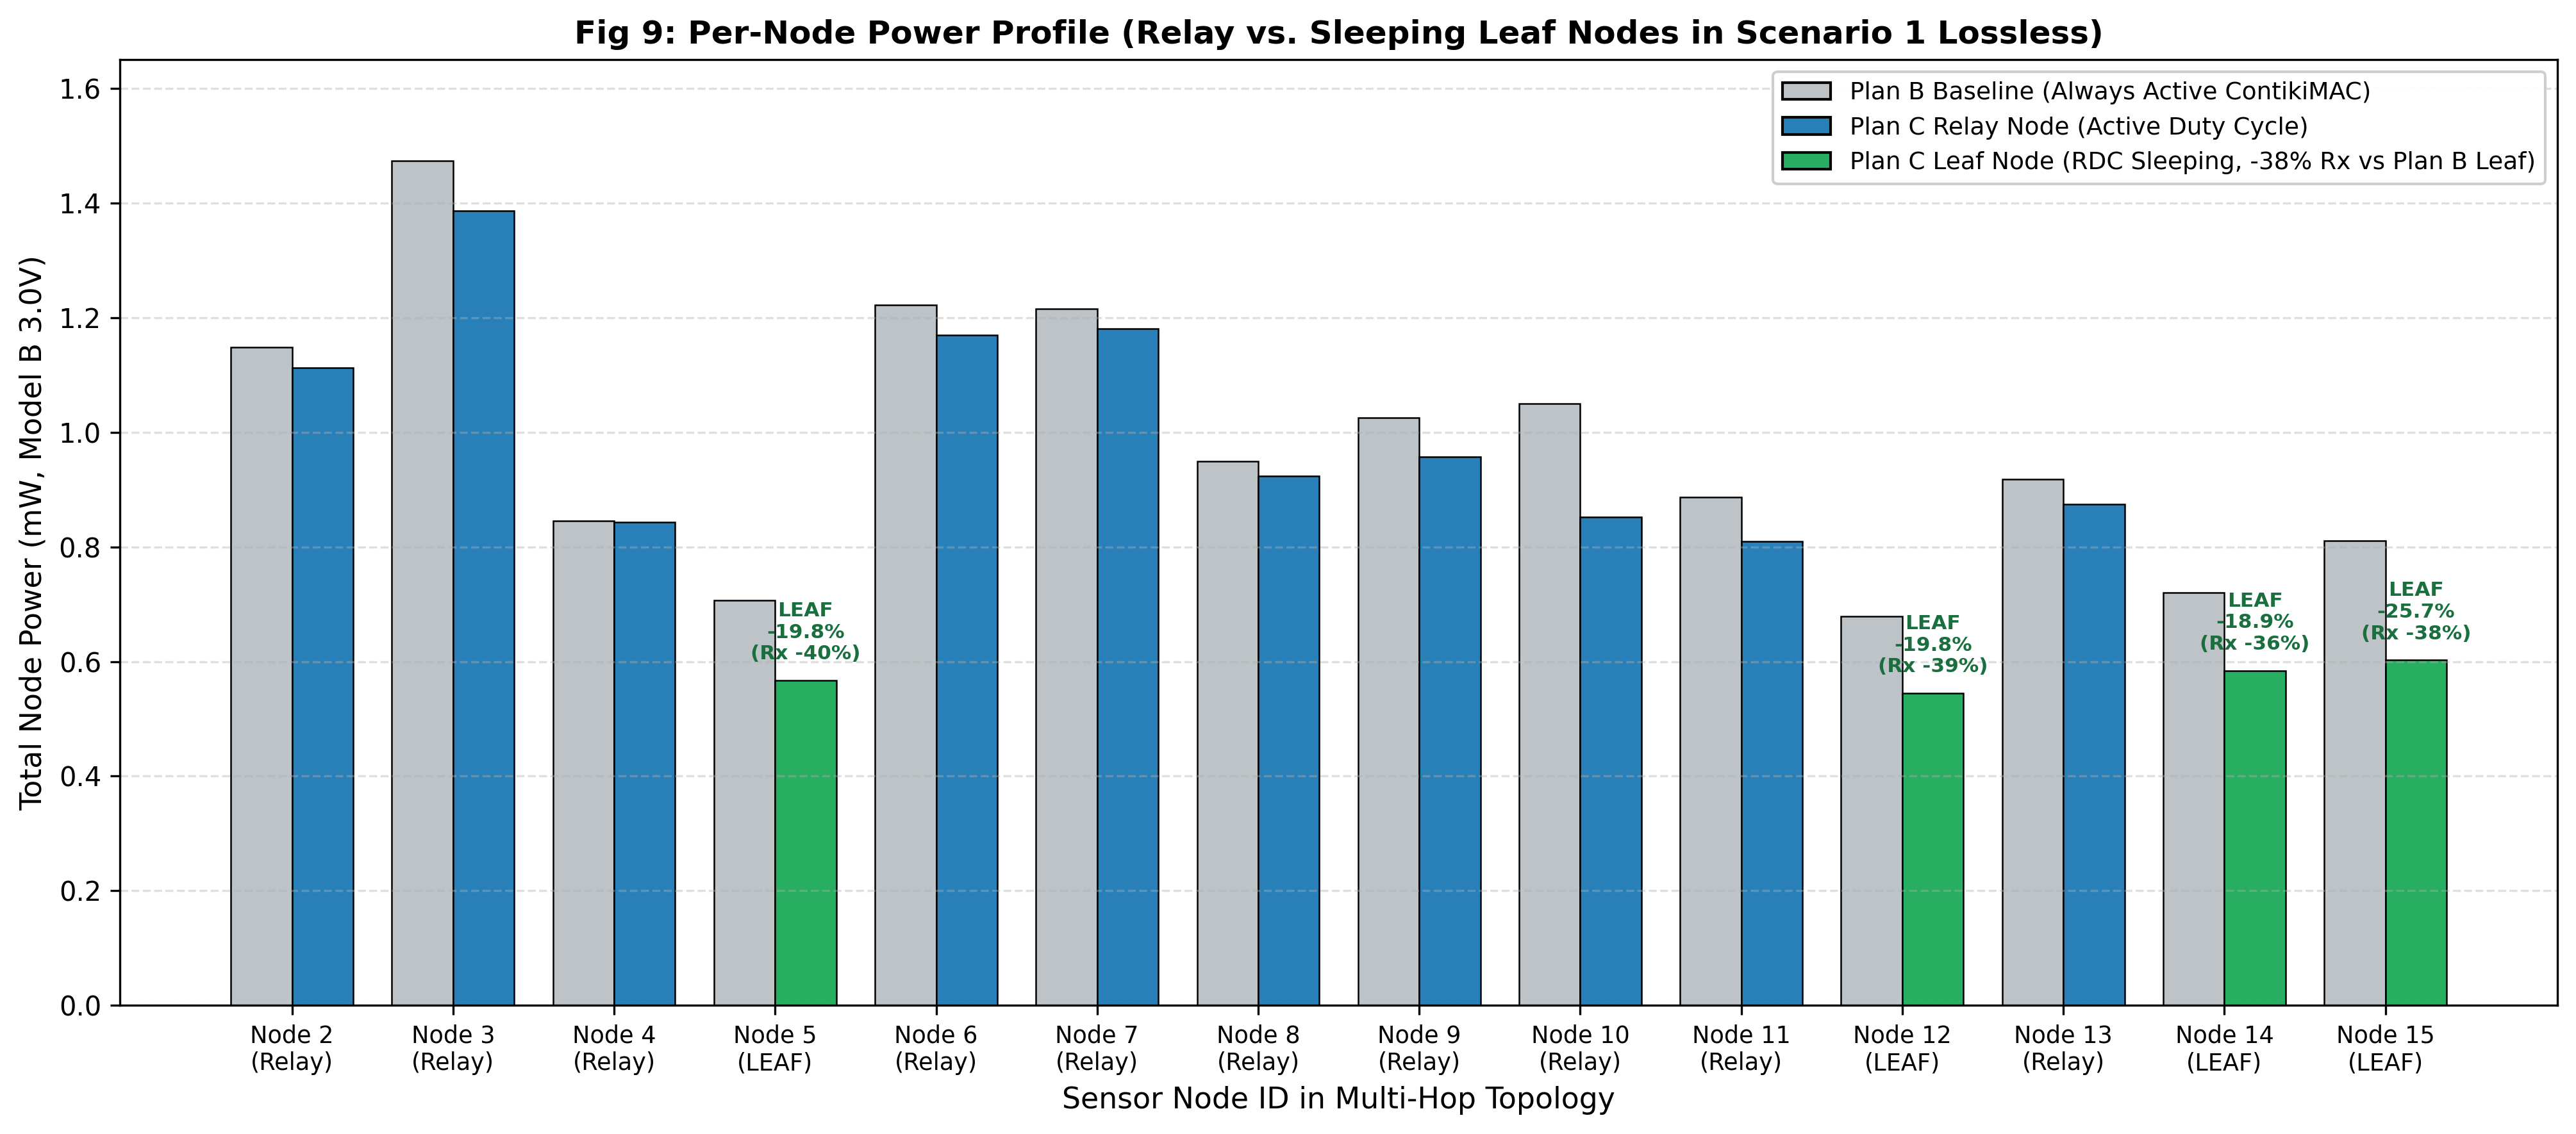 Fig 9: Per-Node Power Profile (Relay vs. Sleeping Leaf Nodes in Scenario 1 Lossless)
Plan B Baseline (Always Active ContikiMAC)
Plan C Relay Node (Active Duty Cycle)
Plan C Leaf Node (RDC Sleeping, -38% Rx vs Plan B Leaf)
Total Node Power (mW, Model B 3.0V)
1.6
1.4
1.2
1.0
0.8
0.6
0.4
0.2
0.0
LEAF
-19.8%
(Rx -40%)
LEAF
-19.8%
(Rx -39%)
LEAF
-18.9%
(Rx -36%)
LEAF
-25.7%
(Rx -38%)
Node 2
(Relay)
Node 3
(Relay)
Node 4
(Relay)
Node 5
(LEAF)
Node 6
(Relay)
Node 7
(Relay)
Node 8
(Relay)
Node 9
(Relay)
Node 10
(Relay)
Node 11
(Relay)
Node 12
(LEAF)
Node 13
(Relay)
Node 14
(LEAF)
Node 15
(LEAF)
Sensor Node ID in Multi-Hop Topology